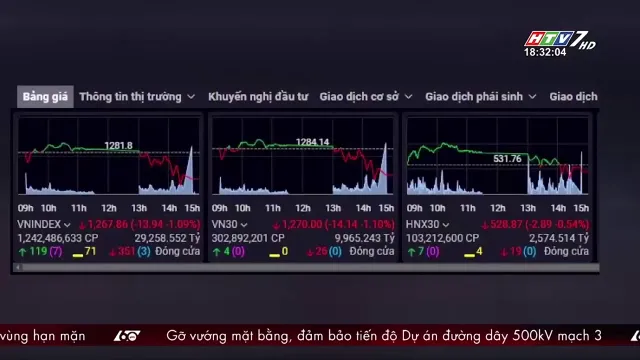 HTV7 HD
18:32:04
Bảng giá Thông tin thị trường Khuyến nghị đầu tư Giao dịch cơ sở Giao dịch phái sinh Giao dịch
1281.8
1284.14
531.76
09h 10h 11h 12h 13h 14h 15h 09h 10h 11h 12h 13h 14h 15h 09h 10h 11h 12h 13h 14h 15h
VNINDEX ↓ 1,267.86 (-13.94 -1.09%) VN30 ↓ 1,270.00 (-14.14 -1.10%) HNX30 ↓ 528.87 (-2.89 -0.54%)
1,242,486,633 CP 29,258.552 Tỷ 302,892,201 CP 9,965.243 Tỷ 103,212,600 CP 2,574.514 Tỷ
↑ 119 (7) 71 ↓ 351 (3) Đóng cửa ↑ 4 (0) 0 ↓ 26 (0) Đóng cửa ↑ 7 (0) 4 ↓ 19 (0) Đóng cửa
vùng hạn mặn 60 Gỡ vướng mặt bằng, đảm bảo tiến độ Dự án đường dây 500kV mạch 3